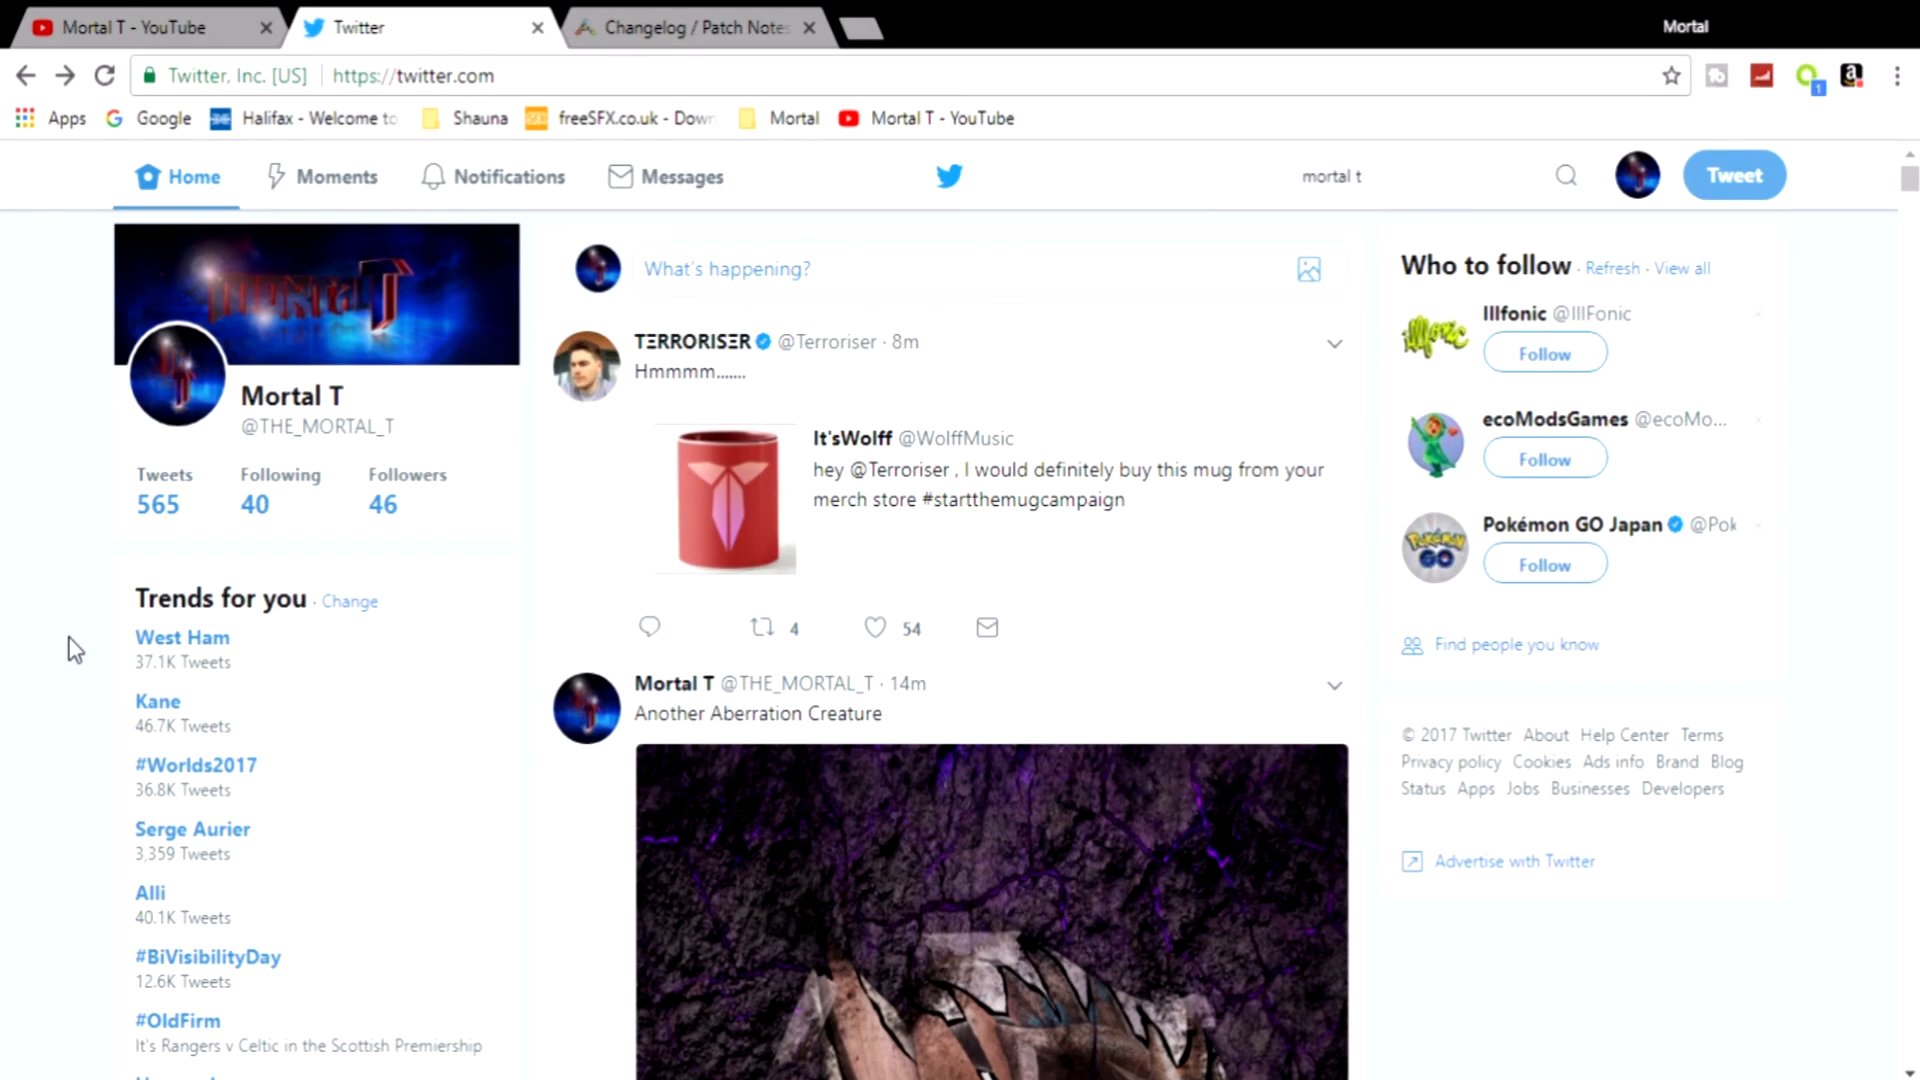 Mortal T - YouTube
Twitter
Changelog / Patch Notes
Mortal
Twitter, Inc. [US]
https://twitter.com
Apps
Google
Halifax - Welcome to
Shauna
freeSFX.co.uk - Down
Mortal
Mortal T - YouTube
Home
Moments
Notifications
Messages
mortal t
Tweet
Mortal T
@THE_MORTAL_T
Tweets Following Followers
565 40 46
Trends for you · Change
West Ham
37.1K Tweets
Kane
46.7K Tweets
#Worlds2017
36.8K Tweets
Serge Aurier
3,359 Tweets
Alli
40.1K Tweets
#BiVisibilityDay
12.6K Tweets
#OldFirm
It's Rangers v Celtic in the Scottish Premiership
What's happening?
TΞRRORISΞR @Terroriser · 8m
Hmmmm.......
It'sWolff @WolffMusic
hey @Terroriser , I would definitely buy this mug from your
merch store #startthemugcampaign
4
54
Mortal T @THE_MORTAL_T · 14m
Another Aberration Creature
Who to follow · Refresh · View all
Illfonic @IllFonic
Follow
ecoModsGames @ecoMo...
Follow
Pokémon GO Japan @Pok
Follow
Find people you know
© 2017 Twitter About Help Center Terms
Privacy policy Cookies Ads info Brand Blog
Status Apps Jobs Businesses Developers
Advertise with Twitter